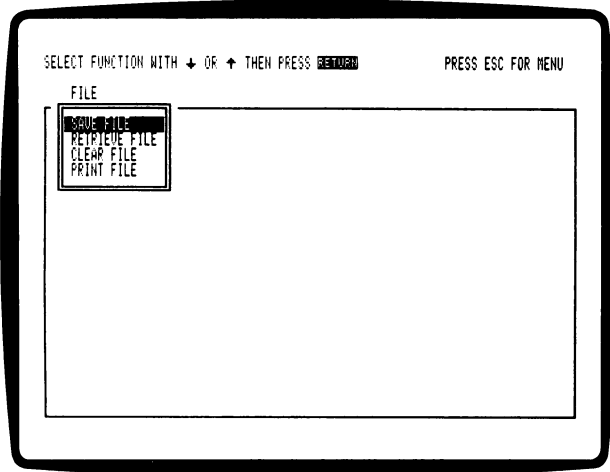 SELECT FUNCTION WITH ↓ OR ↑ THEN PRESS RETURN
PRESS ESC FOR MENU
FILE
SAVE FILE
RETRIEVE FILE
CLEAR FILE
PRINT FILE